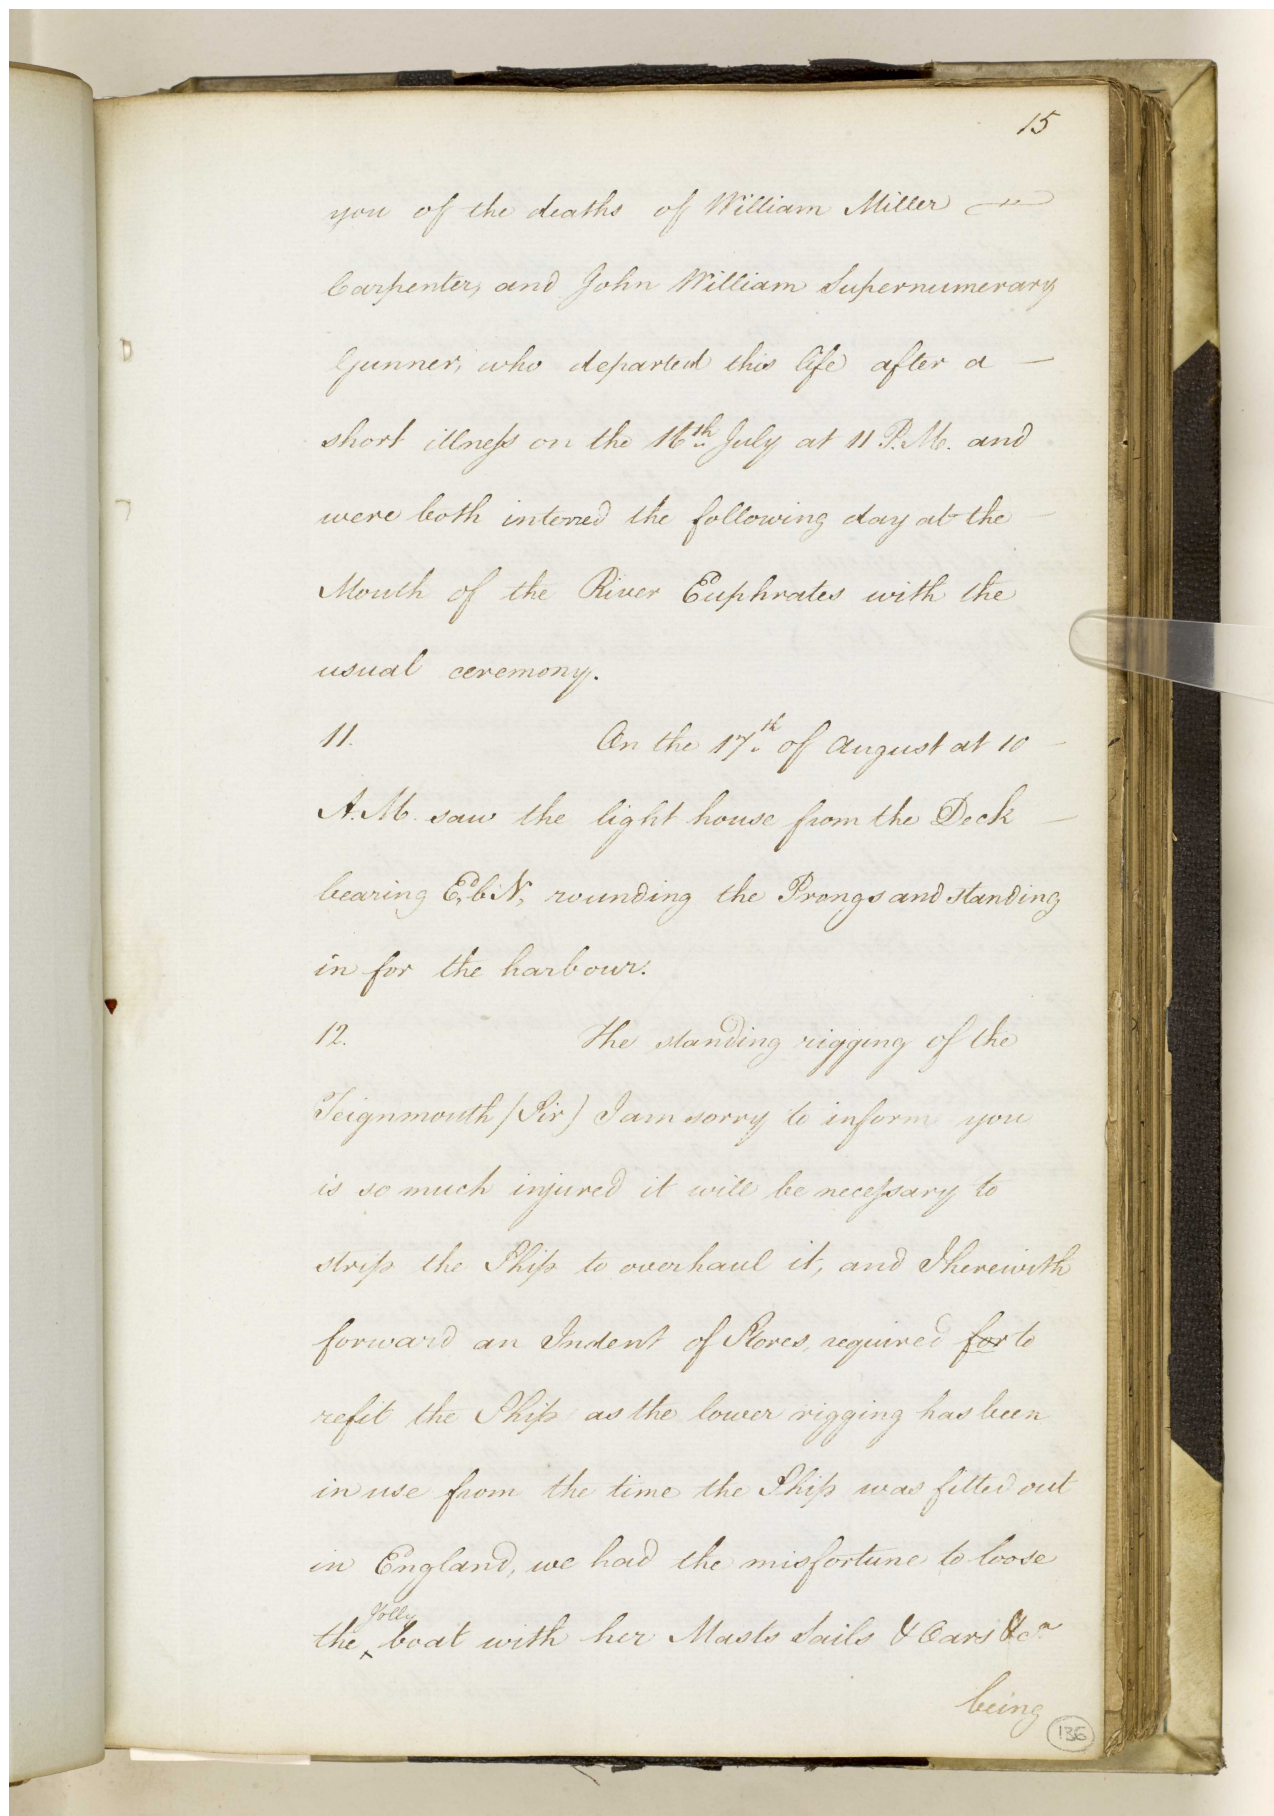 15
you of the deaths of William Miller
Carpenter, and John William Supernumerary
Gunner, who departed this life after a —
short illness on the 16th July at 11 P.M. and
were both interred the following day at the —
Mouth of the River Euphrates with the
usual ceremony.
11. On the 17th of August at 10 —
A.M. saw the light house from the Deck —
bearing E.b.N, rounding the Prongs and standing
in for the harbour.
12. The standing rigging of the
Teignmouth /Sir/ I am sorry to inform you
is so much injured it will be necessary to
strip the Ship to overhaul it, and I herewith
forward an Indent of Stores, required for to
refit the Ship as the lower rigging has been
in use from the time the Ship was fitted out
in England, we had the misfortune to loose
the Jolly boat with her Masts Sails & Oars &ca
being
136